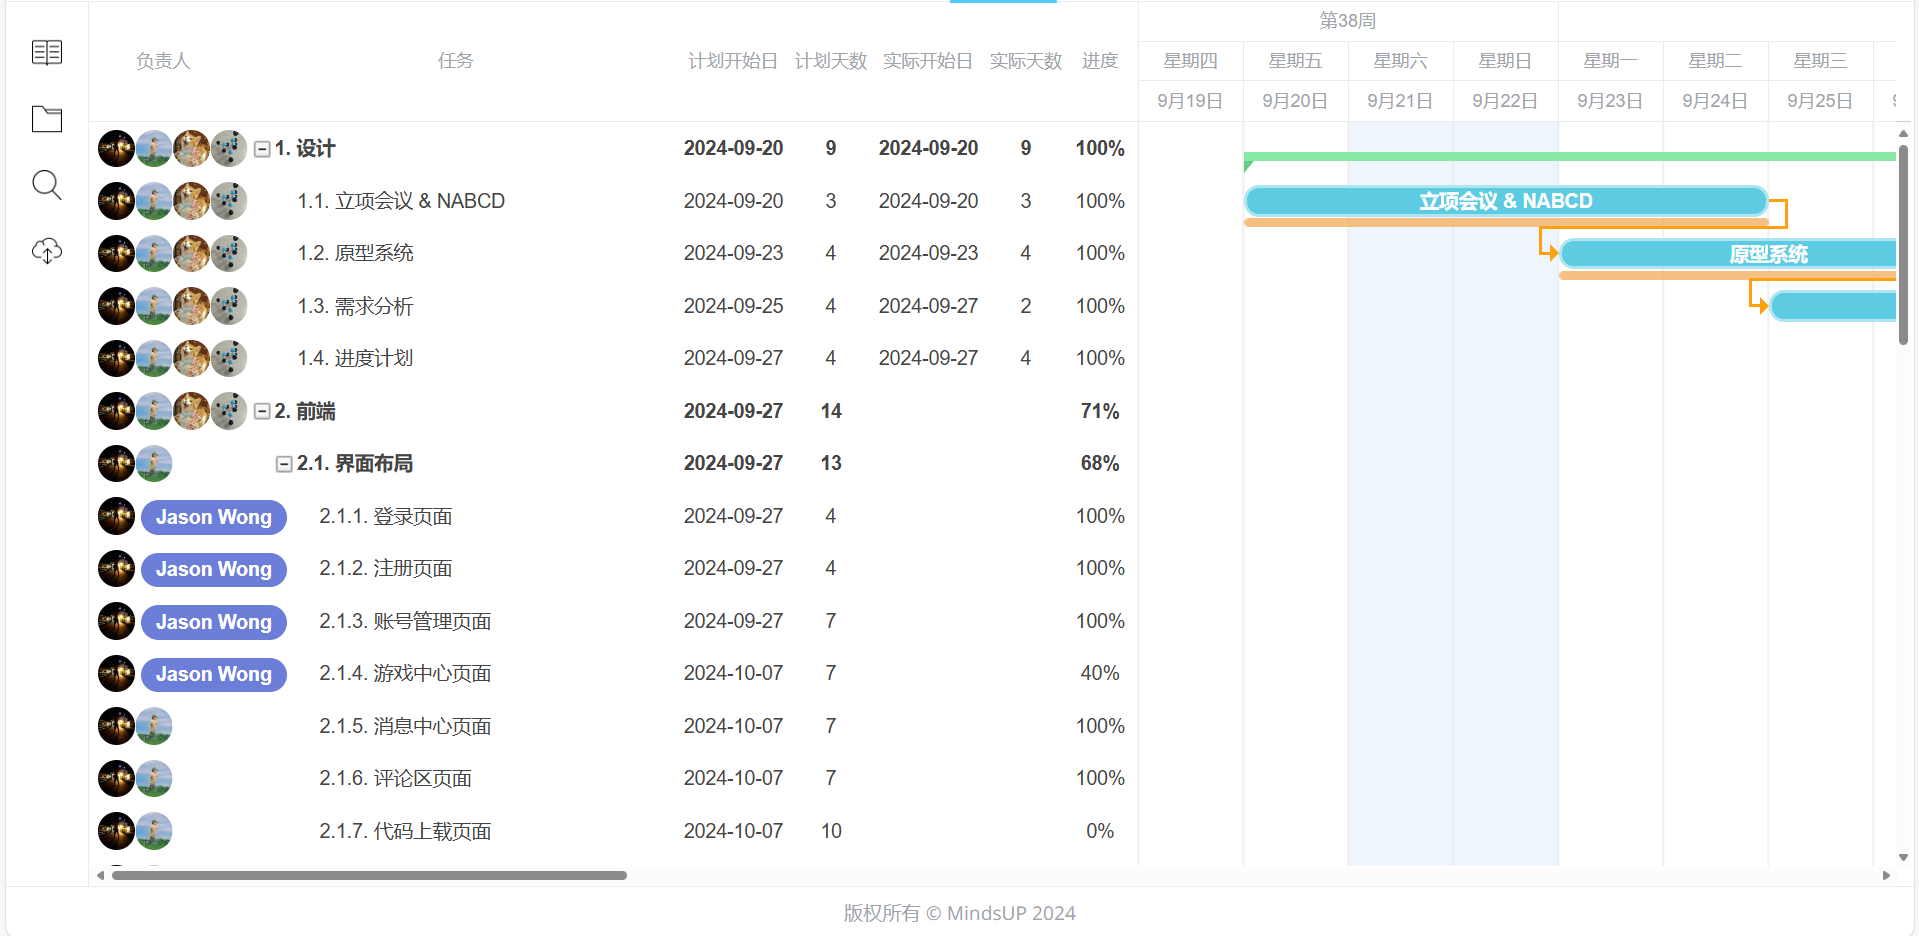 第38周
负责人 任务 计划开始日 计划天数 实际开始日 实际天数 进度 星期四 星期五 星期六 星期日 星期一 星期二 星期三
9月19日 9月20日 9月21日 9月22日 9月23日 9月24日 9月25日
1. 设计 2024-09-20 9 2024-09-20 9 100%
1.1. 立项会议 & NABCD 2024-09-20 3 2024-09-20 3 100% 立项会议 & NABCD
1.2. 原型系统 2024-09-23 4 2024-09-23 4 100% 原型系统
1.3. 需求分析 2024-09-25 4 2024-09-27 2 100%
1.4. 进度计划 2024-09-27 4 2024-09-27 4 100%
2. 前端 2024-09-27 14 71%
2.1. 界面布局 2024-09-27 13 68%
Jason Wong 2.1.1. 登录页面 2024-09-27 4 100%
Jason Wong 2.1.2. 注册页面 2024-09-27 4 100%
Jason Wong 2.1.3. 账号管理页面 2024-09-27 7 100%
Jason Wong 2.1.4. 游戏中心页面 2024-10-07 7 40%
2.1.5. 消息中心页面 2024-10-07 7 100%
2.1.6. 评论区页面 2024-10-07 7 100%
2.1.7. 代码上载页面 2024-10-07 10 0%
版权所有 © MindsUP 2024